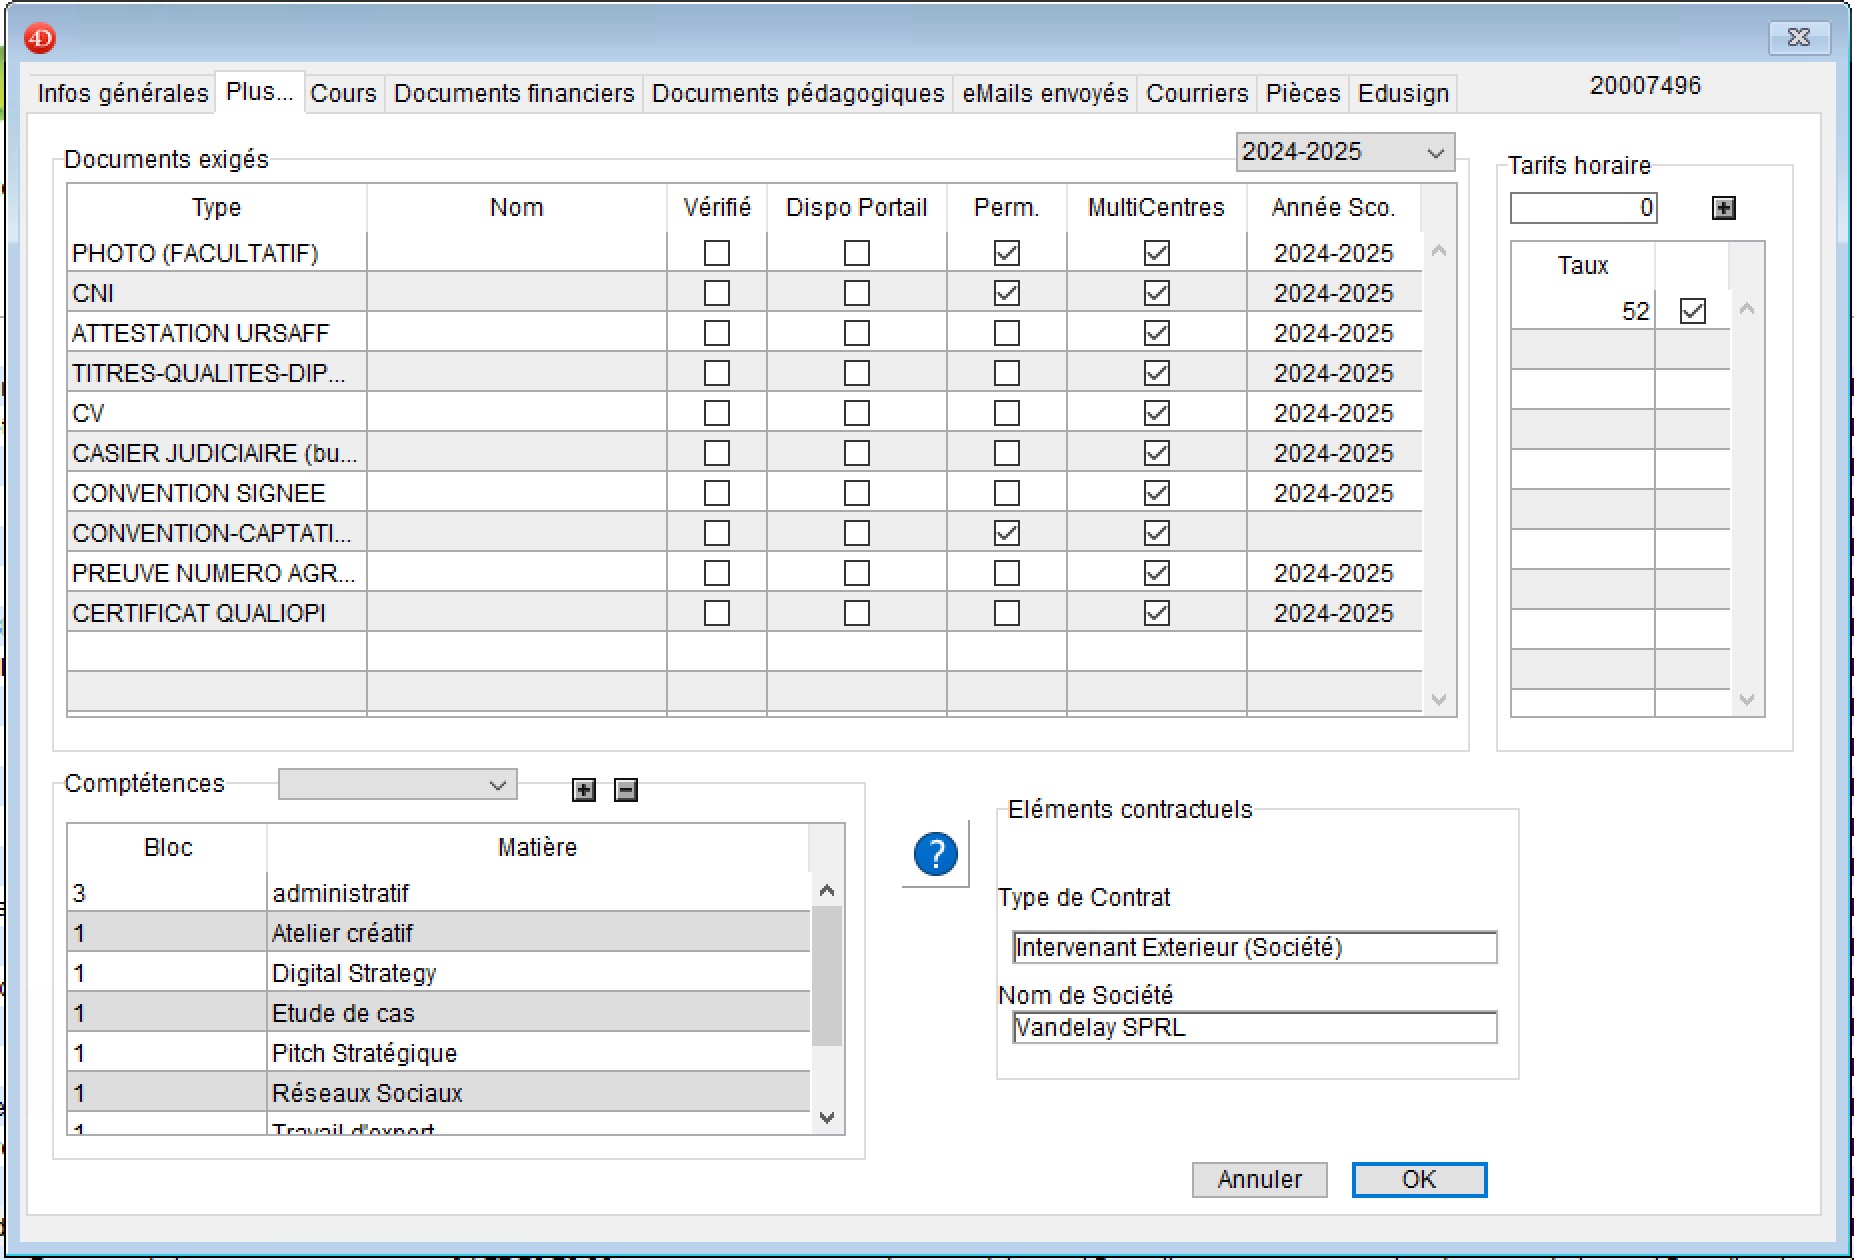 4D
Infos générales Plus... Cours Documents financiers Documents pédagogiques eMails envoyés Courriers Pièces Edusign 20007496
Documents exigés 2024-2025
Type Nom Vérifié Dispo Portail Perm. MultiCentres Année Sco.
PHOTO (FACULTATIF) 2024-2025
CNI 2024-2025
ATTESTATION URSAFF 2024-2025
TITRES-QUALITES-DIP... 2024-2025
CV 2024-2025
CASIER JUDICIAIRE (bu... 2024-2025
CONVENTION SIGNEE 2024-2025
CONVENTION-CAPTATI...
PREUVE NUMERO AGR... 2024-2025
CERTIFICAT QUALIOPI 2024-2025
Tarifs horaire
0
Taux
52
Comptétences
Bloc Matière
3 administratif
1 Atelier créatif
1 Digital Strategy
1 Etude de cas
1 Pitch Stratégique
1 Réseaux Sociaux
1 Travail d'expert
?
Eléments contractuels
Type de Contrat
Intervenant Exterieur (Société)
Nom de Société
Vandelay SPRL
Annuler OK